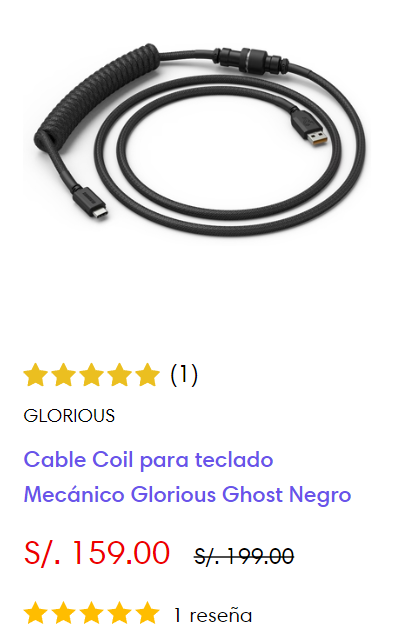 (1)
GLORIOUS
Cable Coil para teclado
Mecánico Glorious Ghost Negro
S/. 159.00 S/. 199.00
1 reseña